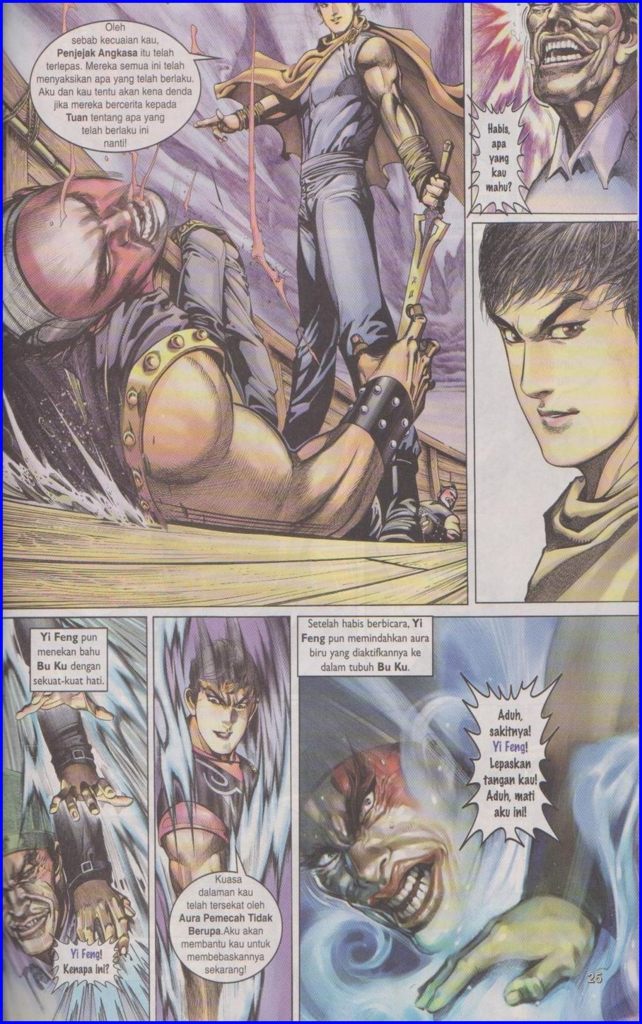 Oleh
sebab kecuaian kau,
Penjejak Angkasa itu telah
terlepas. Mereka semua ini telah
menyaksikan apa yang telah berlaku.
Aku dan kau tentu akan kena denda
jika mereka bercerita kepada
Tuan tentang apa yang
telah berlaku ini
nanti!
Habis,
apa
yang
kau
mahu?
Yi Feng pun
menekan bahu
Bu Ku dengan
sekuat-kuat hati.
Yi Feng!
Kenapa ini?
Kuasa
dalaman kau
telah tersekat oleh
Aura Pemecah Tidak
Berupa.Aku akan
membantu kau untuk
membebaskannya
sekarang!
Setelah habis berbicara, Yi
Feng pun memindahkan aura
biru yang diaktifkannya ke
dalam tubuh Bu Ku.
Aduh,
sakitnya!
Yi Feng!
Lepaskan
tangan kau!
Aduh, mati
aku ini!
25